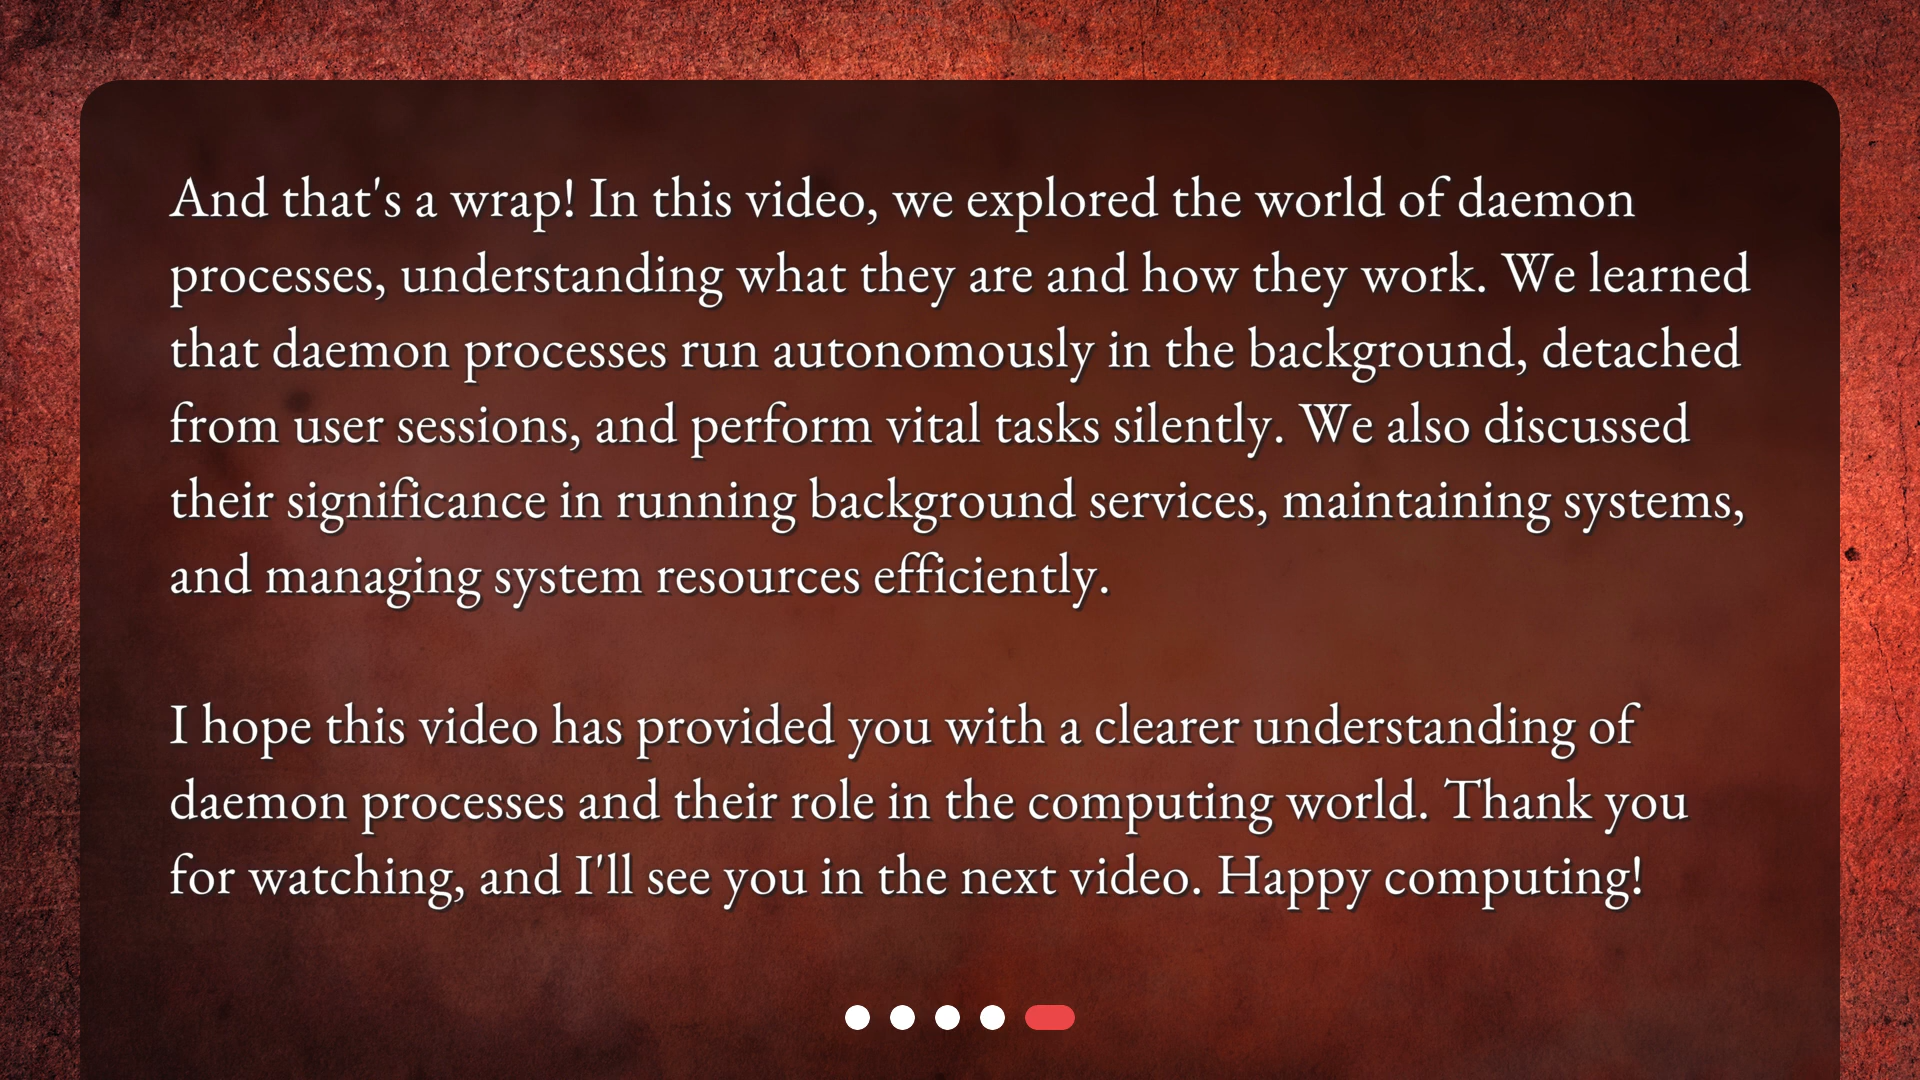 And that's a wrap! In this video, we explored the world of daemon
processes, understanding what they are and how they work. We learned
that daemon processes run autonomously in the background, detached
from user sessions, and perform vital tasks silently. We also discussed
their significance in running background services, maintaining systems,
and managing system resources efficiently.
I hope this video has provided you with a clearer understanding of
daemon processes and their role in the computing world. Thank you
for watching, and I'll see you in the next video. Happy computing!